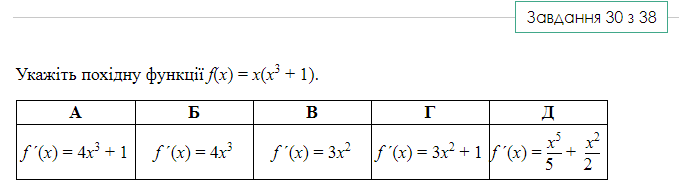 Завдання 30 з 38
Укажіть похідну функції f(x) = x(x³ + 1).
А Б В Г Д
f ´(x) = 4x³ + 1 f ´(x) = 4x³ f ´(x) = 3x² f ´(x) = 3x² + 1 f ´(x) = x⁵/5 + x²/2